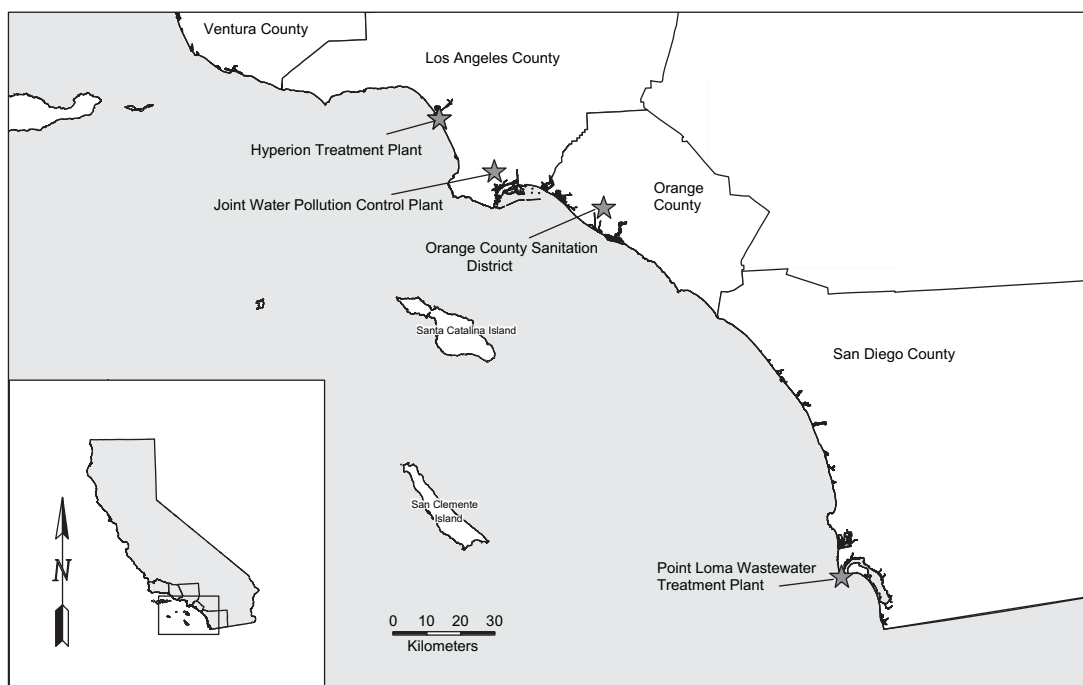 Ventura County
Los Angeles County
Hyperion Treatment Plant
Joint Water Pollution Control Plant
Orange
County
Orange County Sanitation
District
Santa Catalina Island
San Diego County
San Clemente
Island
Point Loma Wastewater
Treatment Plant
N
0 10 20 30
Kilometers